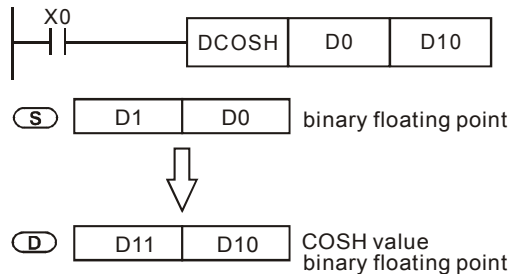 X0
DCOSH D0 D10
S D1 D0 binary floating point
D D11 D10 COSH value
binary floating point